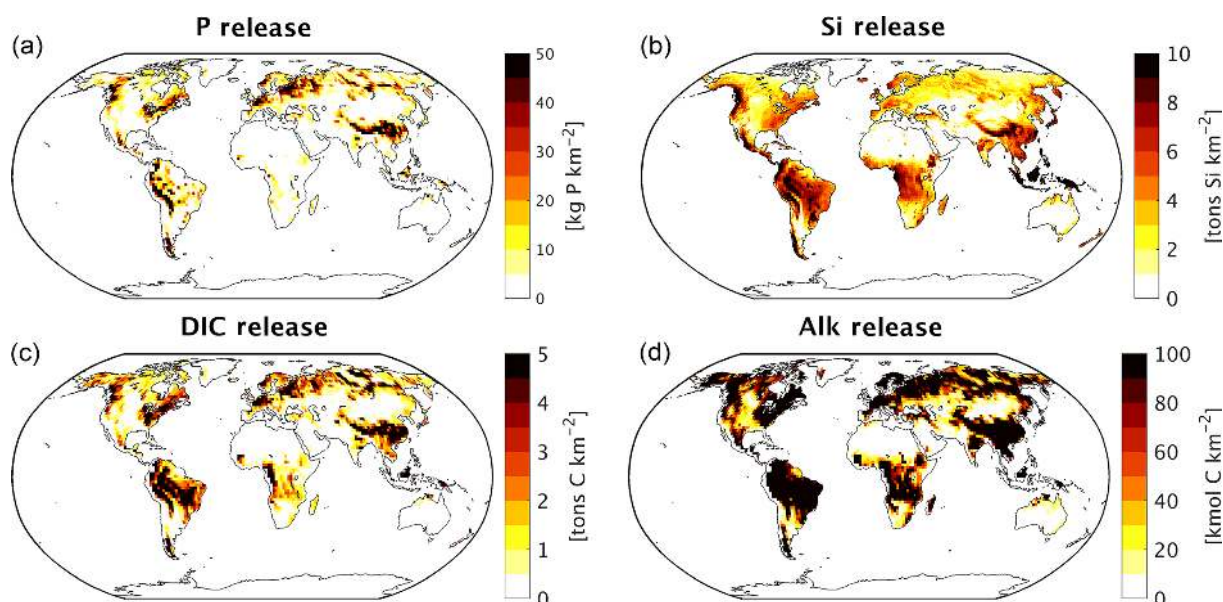 P release
(a)
50
40
30
20
10
0
[kg P km⁻²]
Si release
(b)
10
8
6
4
2
0
[tons Si km⁻²]
DIC release
(c)
5
4
3
2
1
0
[tons C km⁻²]
Alk release
(d)
100
80
60
40
20
0
[kmol C km⁻²]